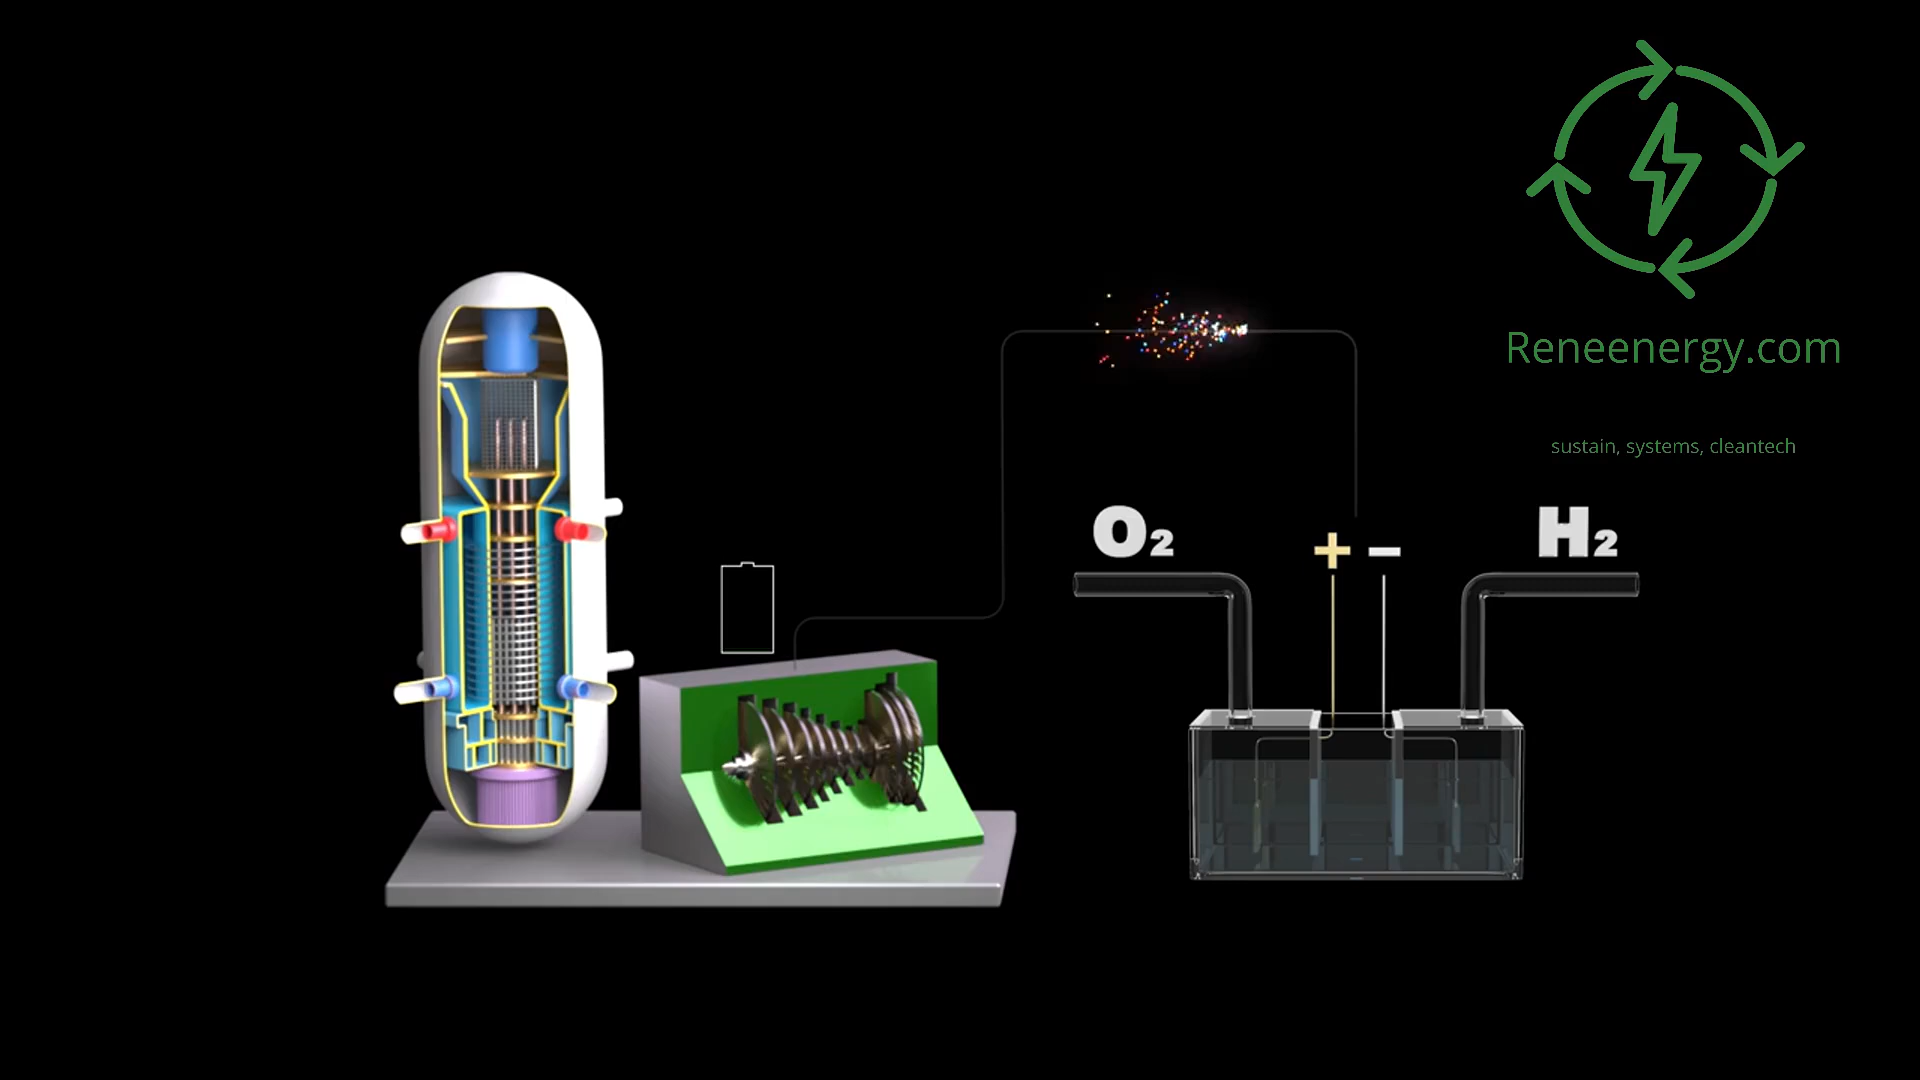 Reneenergy.com
sustain, systems, cleantech
O₂
+ −
H₂